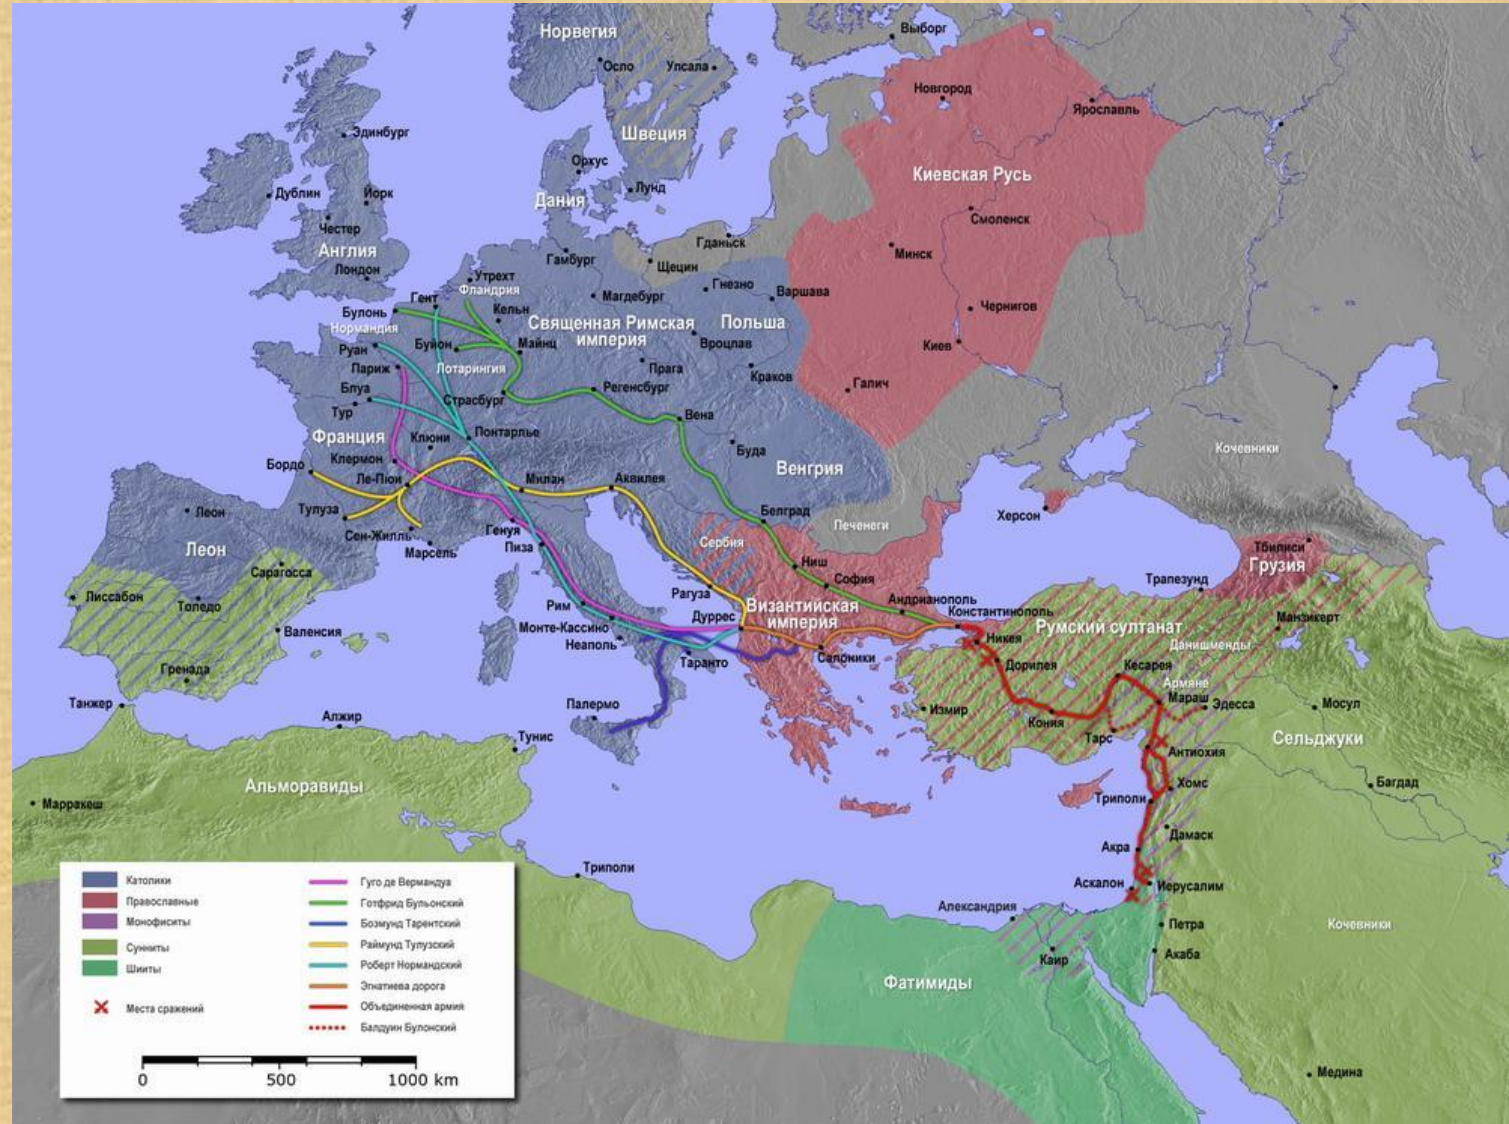 Норвегия
Выборг
Осло
Упсала
Новгород
Ярославль
Эдинбург
Швеция
Орхус
Киевская Русь
Дублин
Йорк
Лунд
Дания
Смоленск
Честер
Англия
Гданьск
Минск
Гамбург
Щецин
Лондон
Утрехт
Фландрия
Гнезно
Варшава
Гент
Магдебург
Чернигов
Булонь
Кельн
Нормандия
Священная Римская
империя
Польша
Руан
Буйон
Майнц
Вроцлав
Киев
Париж
Лотарингия
Прага
Краков
Блуа
Регенсбург
Галич
Тур
Страсбург
Вена
Франция
Клюни
Понтарлье
Буда
Кочевники
Бордо
Клермон
Венгрия
Ле-Пюи
Милан
Аквилея
Леон
Тулуза
Белград
Херсон
Генуя
Печенеги
Сен-Жилль
Леон
Пиза
Сербия
Марсель
Тбилиси
Ниш
Грузия
Сарагосса
София
Трапезунд
Лиссабон
Толедо
Рагуза
Рим
Византийская
империя
Андрианополь
Константинополь
Дуррес
Манзикерт
Монте-Кассино
Румский султанат
Валенсия
Неаполь
Никея
Данишменды
Таранто
Салоники
Дорилея
Кесарея
Гренада
Армяне
Танжер
Палермо
Мараш
Эдесса
Мосул
Измир
Алжир
Кония
Тарс
Тунис
Сельджуки
Антиохия
Альморавиды
Хомс
Багдад
Марракеш
Триполи
Дамаск
Акра
Триполи
Аскалон
Иерусалим
Александрия
Петра
Кочевники
Каир
Акаба
Фатимиды
Медина
Католики
Православные
Монофиситы
Сунниты
Шииты
Места сражений
Гуго де Вермандуа
Готфрид Бульонский
Боэмунд Тарентский
Раймунд Тулузский
Роберт Нормандский
Эгнатиева дорога
Объединенная армия
Балдуин Булонский
0 500 1000 km